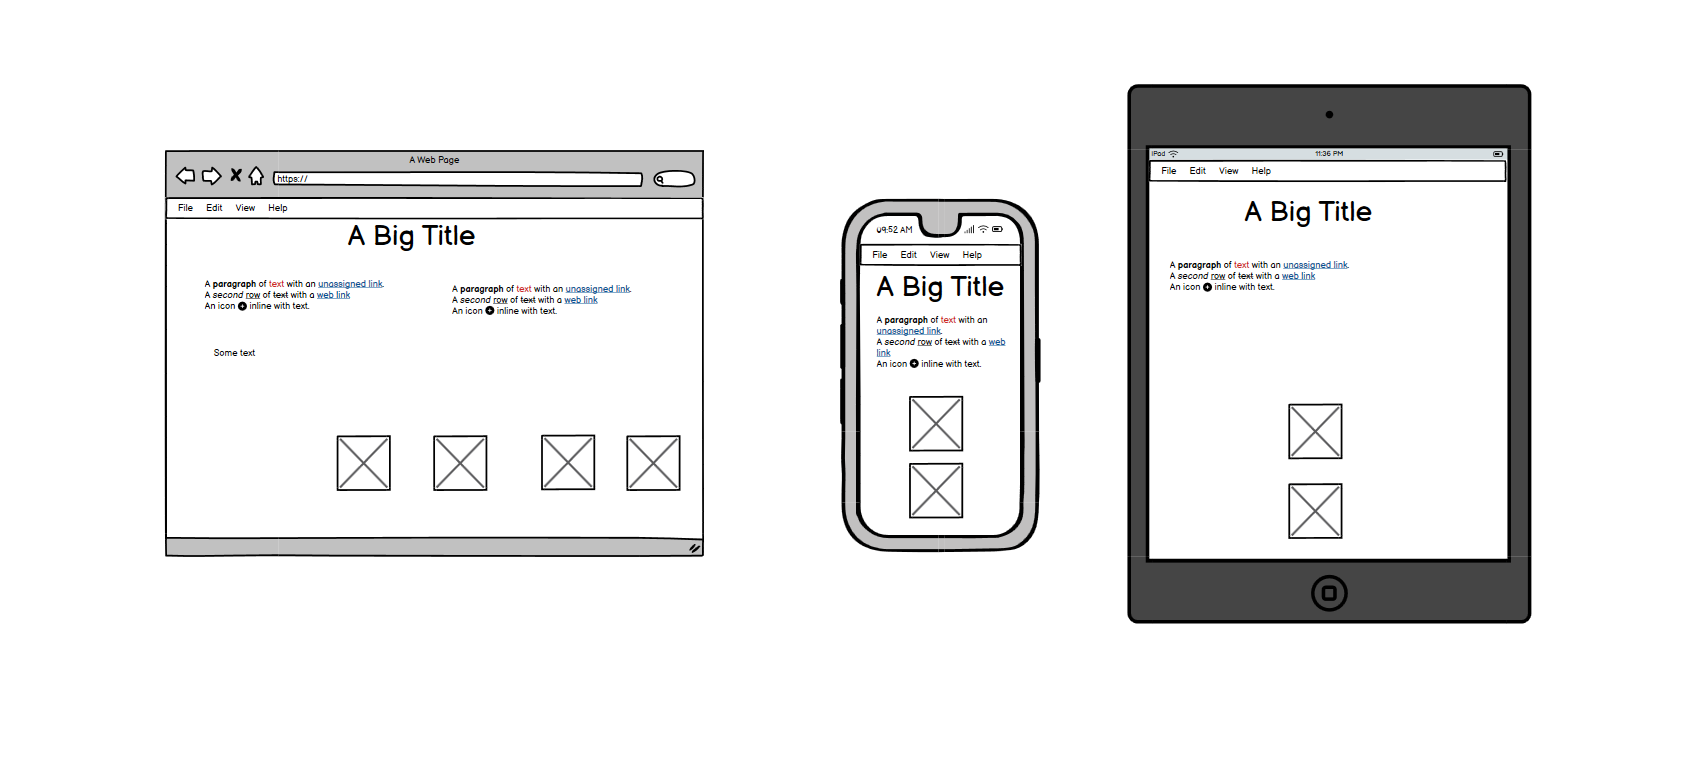 A Web Page
https://
File Edit View Help
A Big Title
A paragraph of text with an unassigned link.
A second row of text with a web link
An icon inline with text.
A paragraph of text with an unassigned link.
A second row of text with a web link
An icon inline with text.
Some text
09:52 AM
File Edit View Help
A Big Title
A paragraph of text with an
unassigned link.
A second row of text with a web
link
An icon inline with text.
iPad 11:36 PM
File Edit View Help
A Big Title
A paragraph of text with an unassigned link.
A second row of text with a web link
An icon inline with text.